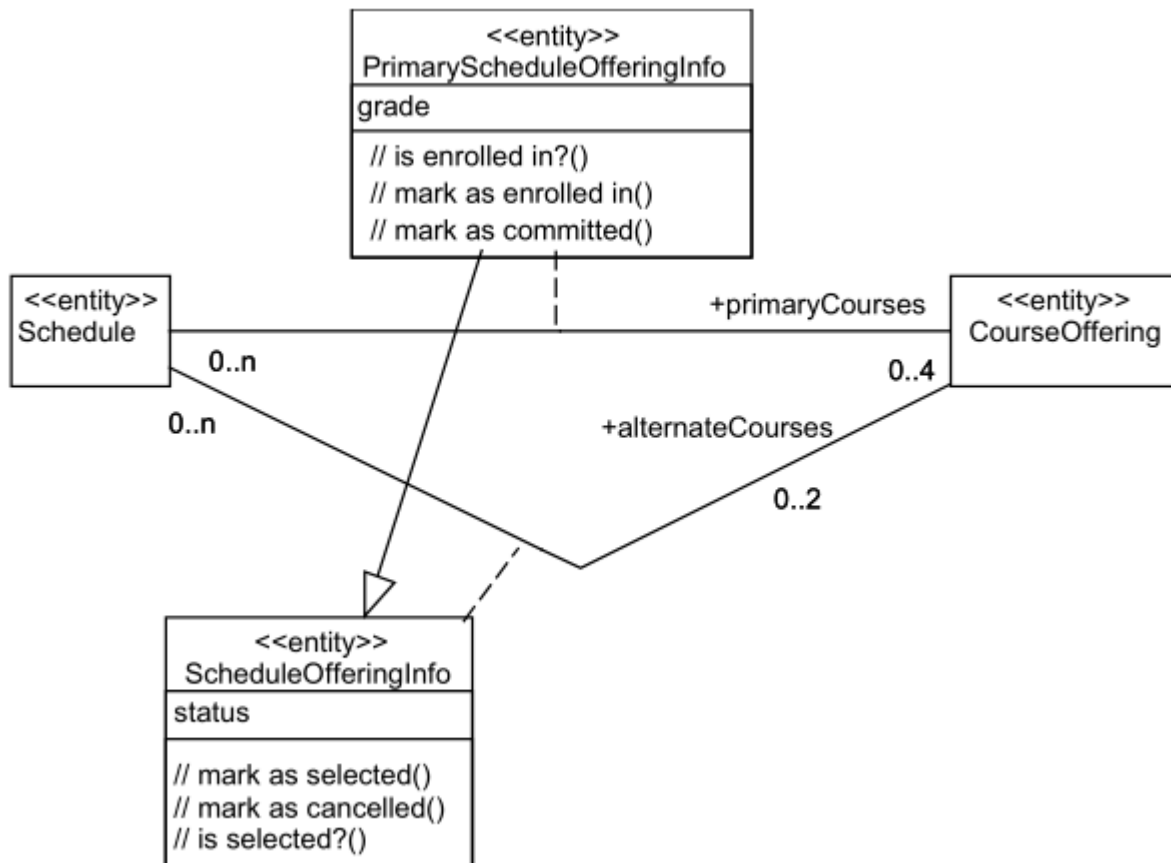 <<entity>>
PrimaryScheduleOfferingInfo
grade
// is enrolled in?()
// mark as enrolled in()
// mark as committed()
<<entity>>
Schedule
+primaryCourses
<<entity>>
CourseOffering
0..n
0..4
0..n
+alternateCourses
0..2
<<entity>>
ScheduleOfferingInfo
status
// mark as selected()
// mark as cancelled()
// is selected?()